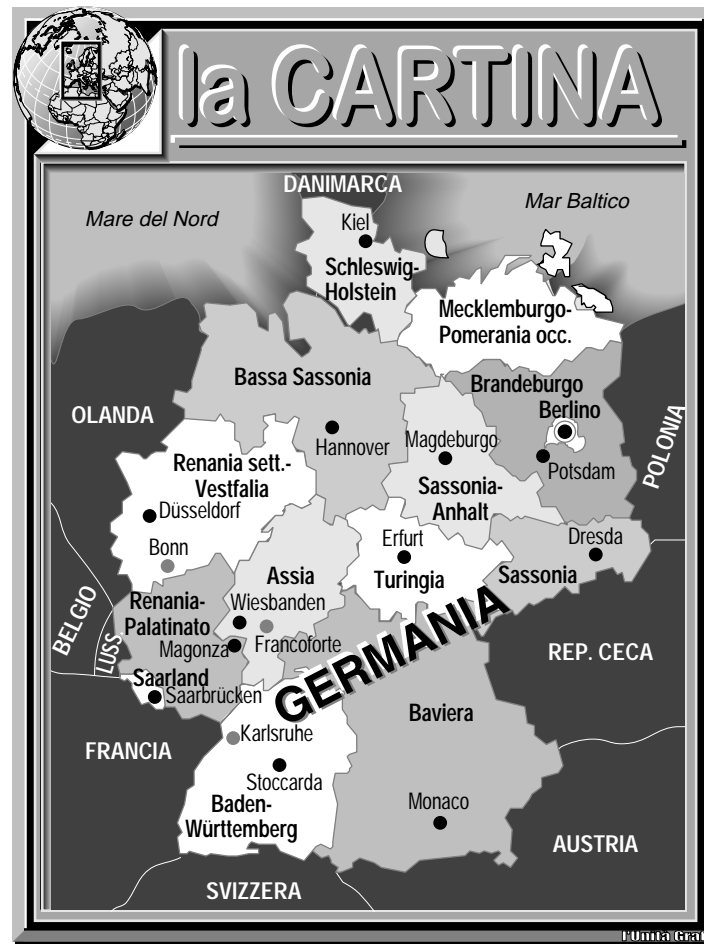 la CARTINA
DANIMARCA
Mare del Nord
Mar Baltico
Kiel
Schleswig-
Holstein
Mecklemburgo-
Pomerania occ.
Bassa Sassonia
Brandeburgo
Berlino
OLANDA
POLONIA
Hannover
Magdeburgo
Renania sett.-
Vestfalia
Potsdam
Sassonia-
Anhalt
Düsseldorf
Bonn
Erfurt
Dresda
Assia
Turingia
Sassonia
BELGIO
LUSS.
Renania-
Palatinato
Wiesbanden
Magonza
Francoforte
GERMANIA
REP. CECA
Saarland
Saarbrücken
Baviera
FRANCIA
Karlsruhe
Stoccarda
Baden-
Württemberg
Monaco
AUSTRIA
SVIZZERA
l'Unità